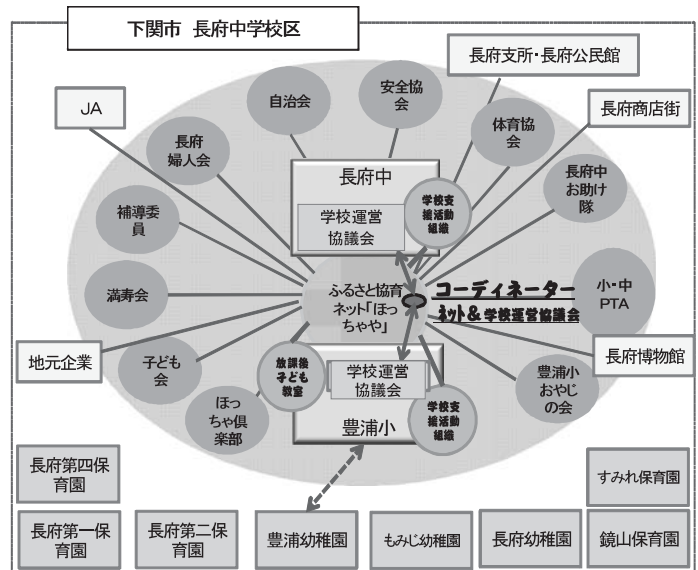 下関市 長府中学校区
長府支所・長府公民館
JA
自治会
安全協
会
長府商店街
体育協
会
長府
婦人会
長府中
学校支
援活動
組織
長府中
お助け
隊
学校運営
協議会
補導委
員
ふるさと協育
ネット「ほっ
ちゃや」
コーディネーター
ネット&学校運営協議会
小・中
PTA
満寿会
地元企業
子ども
会
放課後
子ども
教室
学校運営
協議会
長府博物館
豊浦小
おやじ
の会
ほっ
ちゃ倶
楽部
学校支
援活動
組織
豊浦小
長府第四保
育園
すみれ保育園
長府第一保
育園
長府第二保
育園
豊浦幼稚園
もみじ幼稚園
長府幼稚園
鏡山保育園